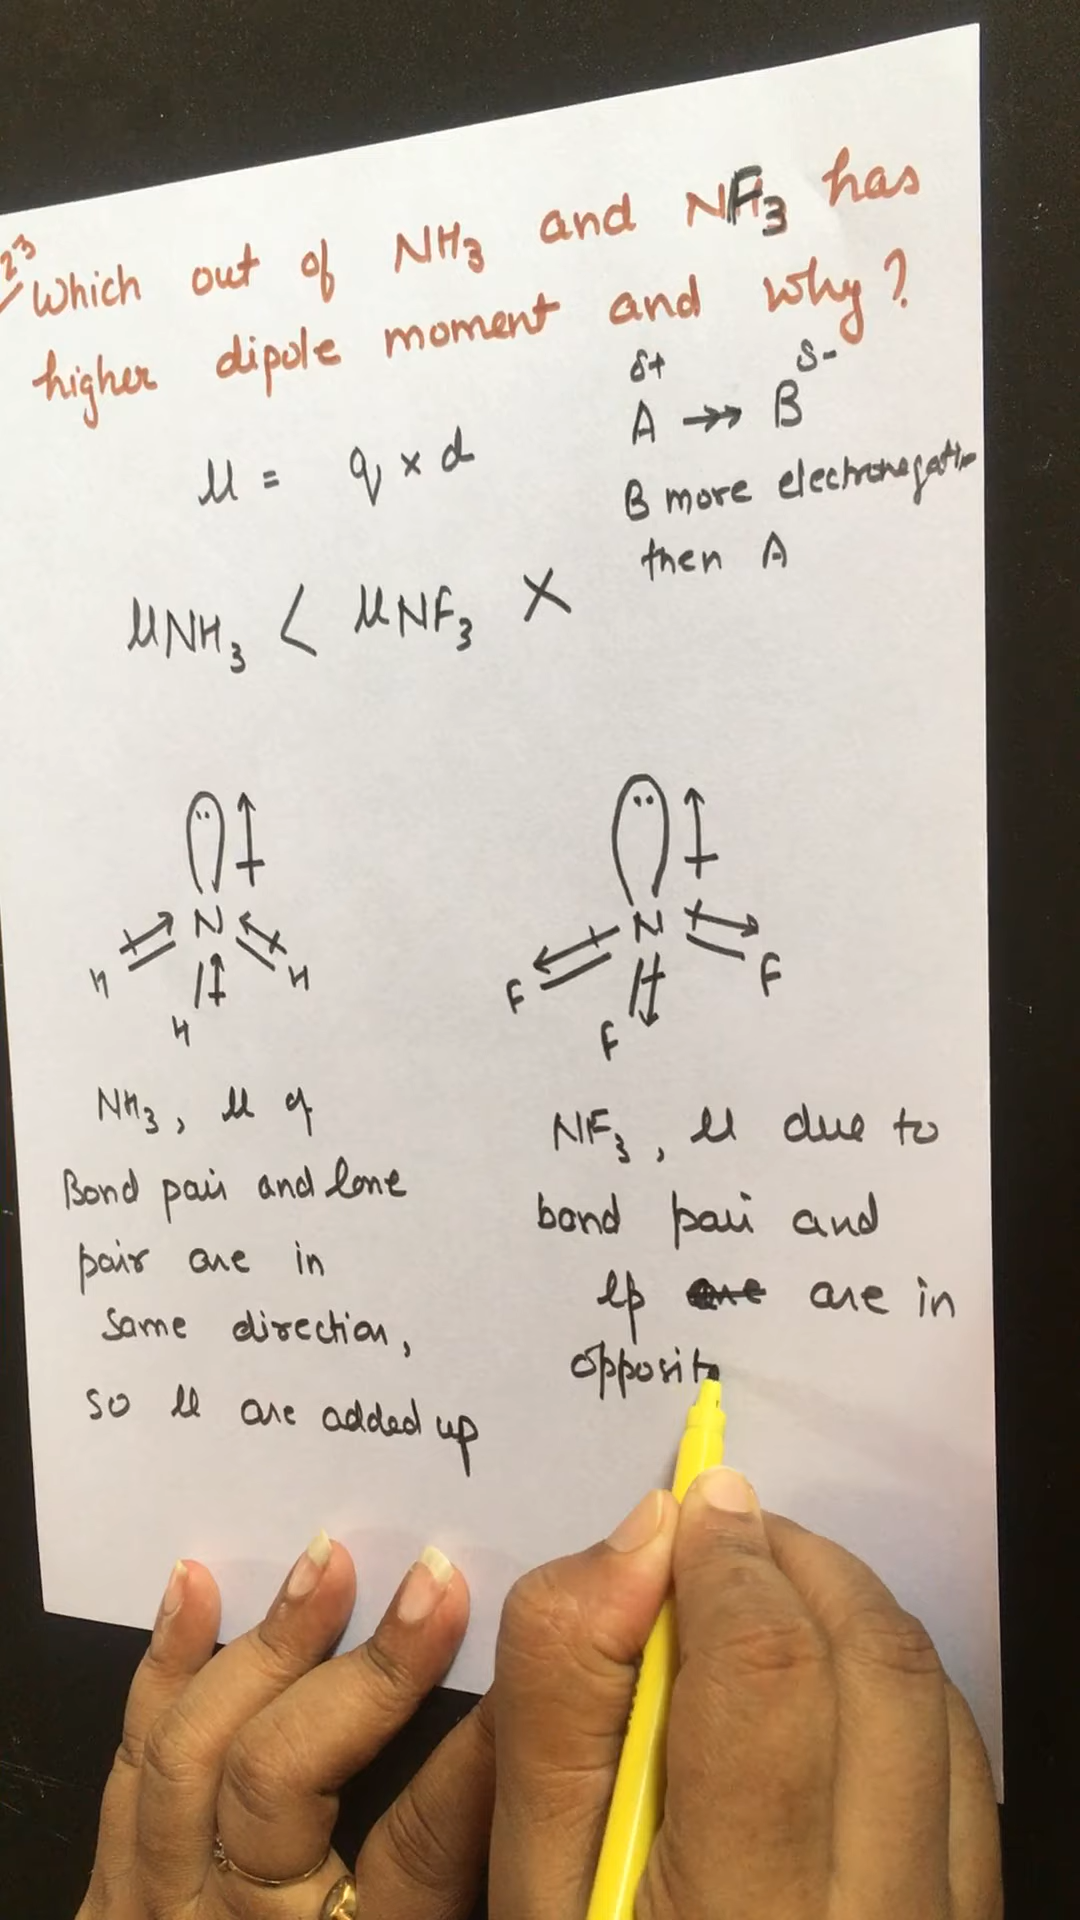 Which out of NH3 and NF3 has
higher dipole moment and why?
δ+ δ-
A →→ B
μ = q × d
B more electronegative
then A
μNH3 < μNF3 ×
N
H H
H
N
F F
F
NH3, μ of
Bond pair and lone
pair are in
same direction,
so μ are added up
NF3, μ due to
bond pair and
lp are in
opposit